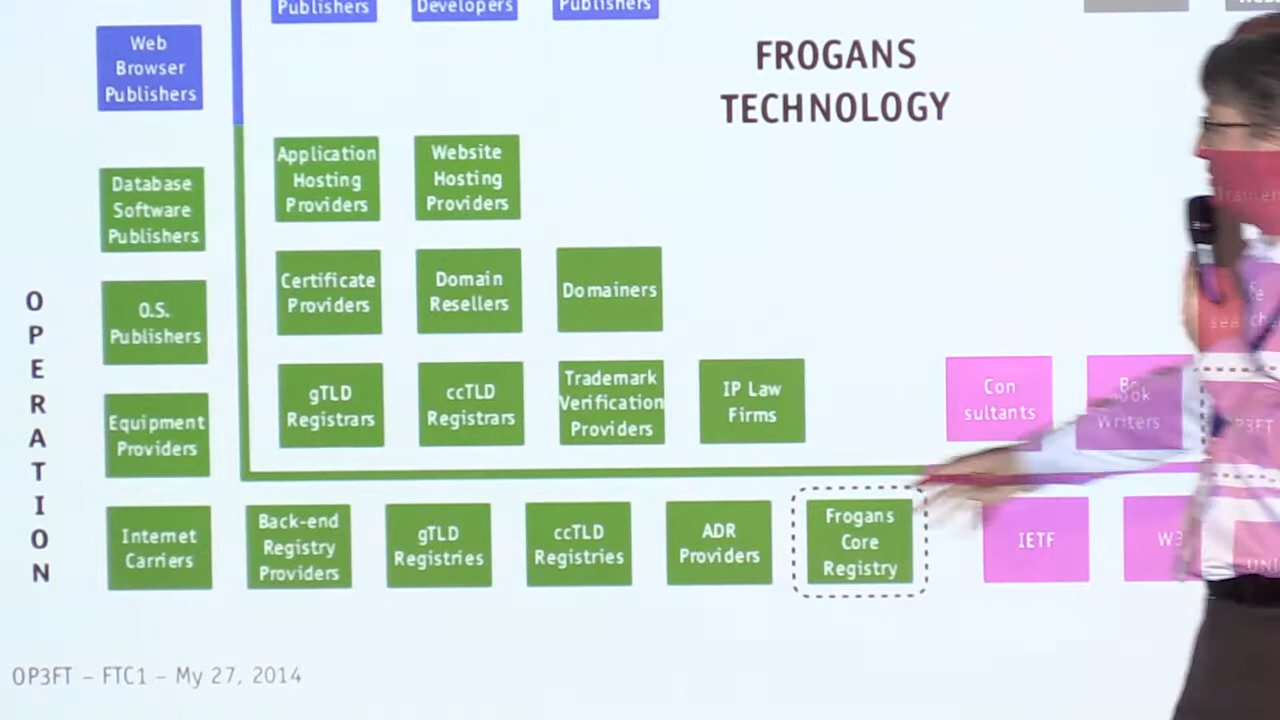 Publishers
Developers
Publishers
Web
Browser
Publishers
FROGANS
TECHNOLOGY
Application
Hosting
Providers
Website
Hosting
Providers
Database
Software
Publishers
Certificate
Providers
Domain
Resellers
Domainers
O.S.
Publishers
gTLD
Registrars
ccTLD
Registrars
Trademark
Verification
Providers
IP Law
Firms
Con
sultants
Writers
Equipment
Providers
OPERATION
Internet
Carriers
Back-end
Registry
Providers
gTLD
Registries
ccTLD
Registries
ADR
Providers
Frogans
Core
Registry
IETF
OP3FT – FTC1 – My 27, 2014